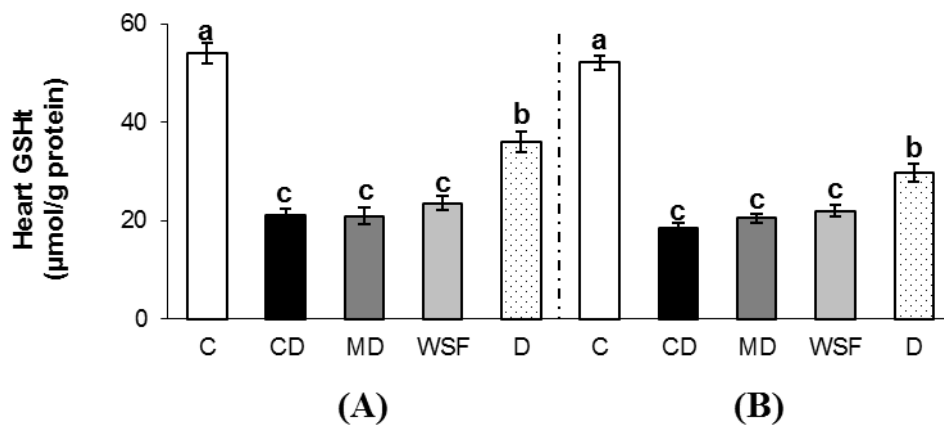 Heart GSHt
(µmol/g protein)
60
40
20
0
a
c
c
c
b
a
c
c
c
b
C CD MD WSF D C CD MD WSF D
(A) (B)